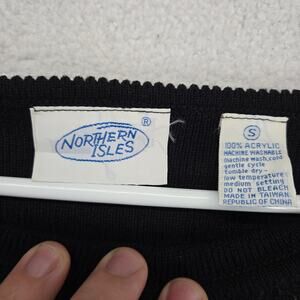 NORTHERN
ISLES
®
S
100% ACRYLIC
MACHINE WASHABLE
machine wash, cold
gentle cycle
tumble dry-
low temperature
medium setting
DO NOT BLEACH
MADE IN TAIWAN
REPUBLIC OF CHINA